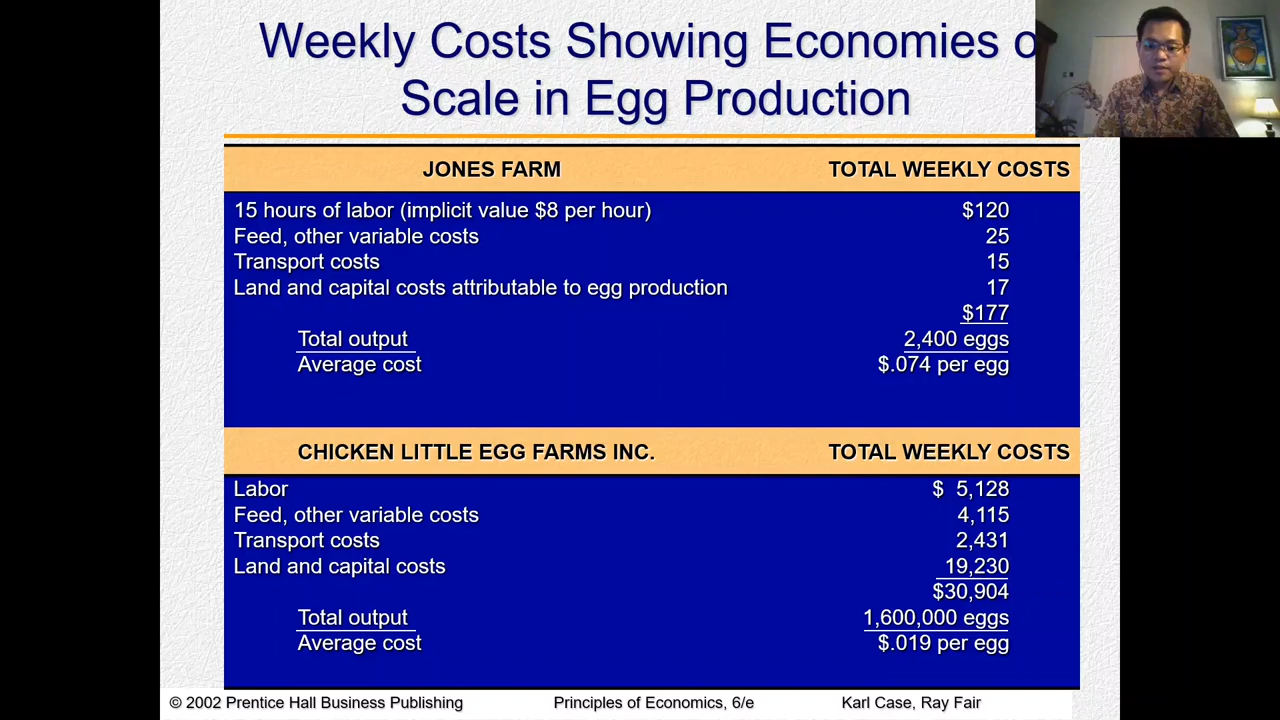 Weekly Costs Showing Economies o
Scale in Egg Production
JONES FARM TOTAL WEEKLY COSTS
15 hours of labor (implicit value $8 per hour) $120
Feed, other variable costs 25
Transport costs 15
Land and capital costs attributable to egg production 17
$177
Total output 2,400 eggs
Average cost $.074 per egg
CHICKEN LITTLE EGG FARMS INC. TOTAL WEEKLY COSTS
Labor $ 5,128
Feed, other variable costs 4,115
Transport costs 2,431
Land and capital costs 19,230
$30,904
Total output 1,600,000 eggs
Average cost $.019 per egg
© 2002 Prentice Hall Business Publishing Principles of Economics, 6/e Karl Case, Ray Fair